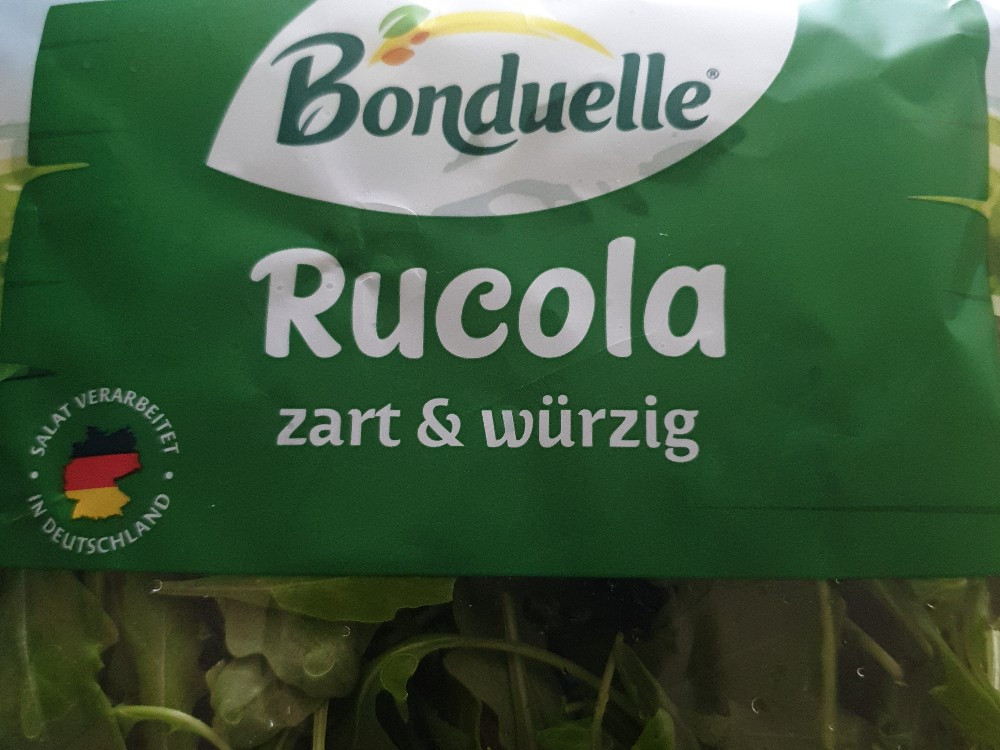 Bonduelle®
Rucola
zart & würzig
SALAT VERARBEITET
• IN DEUTSCHLAND •